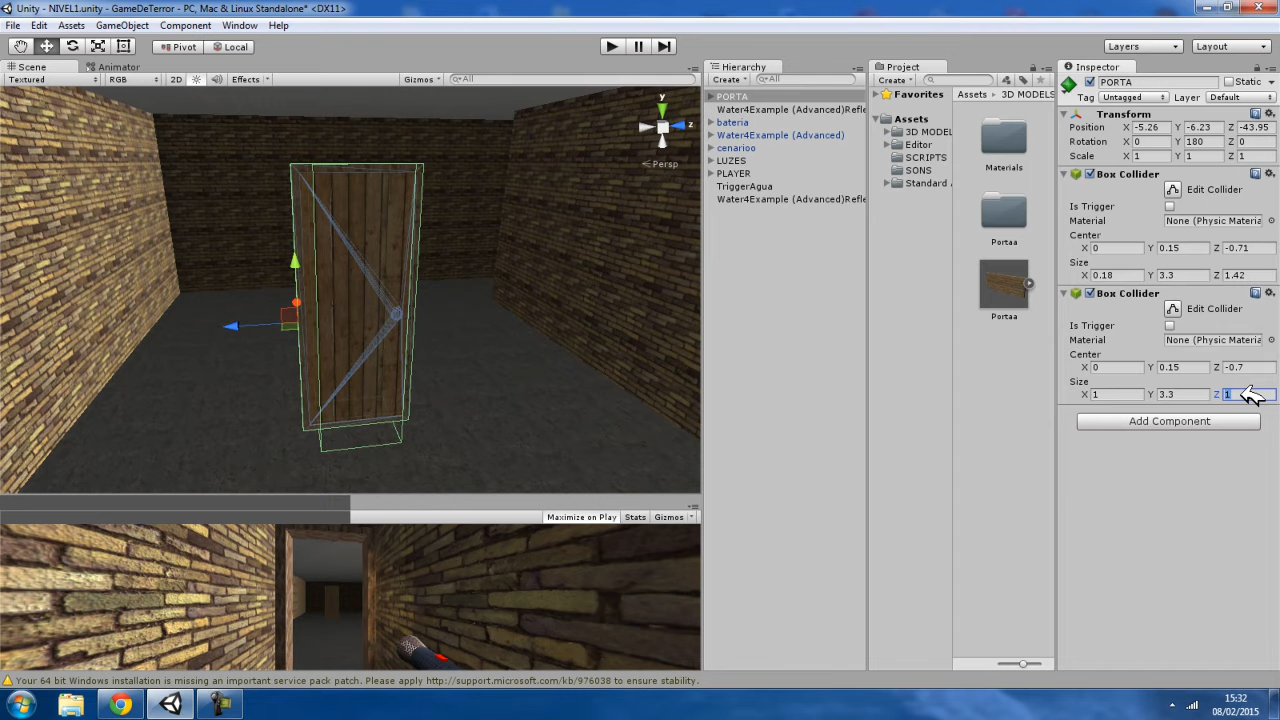 Unity - NIVEL1.unity - GameDeTerror - PC, Mac & Linux Standalone* <DX11>
File Edit Assets GameObject Component Window Help
Pivot Local Layers Layout
Scene Animator
Textured RGB 2D Effects Gizmos All
y
z
Persp
Maximize on Play Stats Gizmos
Hierarchy
Create All
PORTA
Water4Example (Advanced)Refle
bateria
Water4Example (Advanced)
cenarioo
LUZES
PLAYER
TriggerAgua
Water4Example (Advanced)Refle
Project
Create
Favorites
Assets
3D MODEL
Editor
SCRIPTS
SONS
Standard
Assets 3D MODELS
Materials
Portaa
Portaa
Inspector
PORTA Static
Tag Untagged Layer Default
Transform
Position X -5.26 Y -6.23 Z -43.95
Rotation X 0 Y 180 Z 0
Scale X 1 Y 1 Z 1
Box Collider
Edit Collider
Is Trigger
Material None (Physic Materia
Center
X 0 Y 0.15 Z -0.71
Size
X 0.18 Y 3.3 Z 1.42
Box Collider
Edit Collider
Is Trigger
Material None (Physic Materia
Center
X 0 Y 0.15 Z -0.7
Size
X 1 Y 3.3 Z 1
Add Component
Your 64 bit Windows installation is missing an important service pack patch. Please apply http://support.microsoft.com/kb/976038 to ensure stability.
15:32
08/02/2015